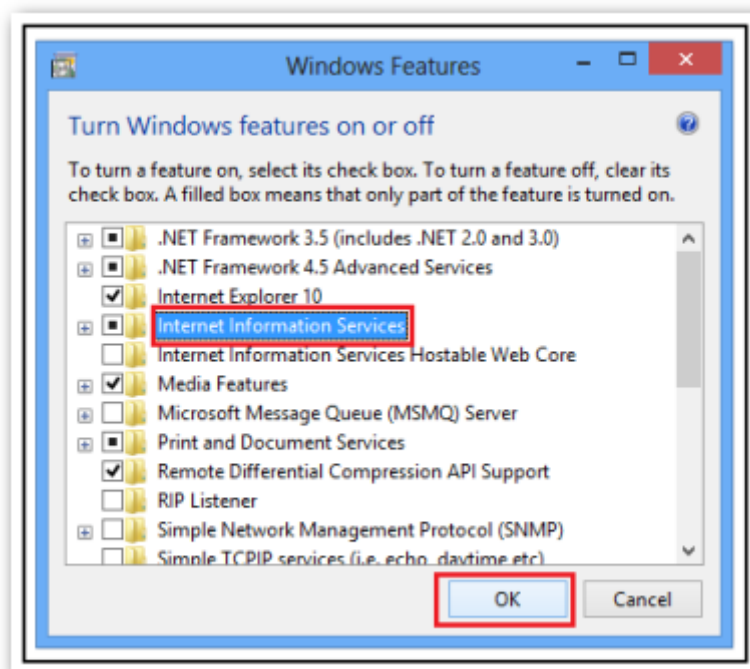 Windows Features
Turn Windows features on or off
To turn a feature on, select its check box. To turn a feature off, clear its
check box. A filled box means that only part of the feature is turned on.
.NET Framework 3.5 (includes .NET 2.0 and 3.0)
.NET Framework 4.5 Advanced Services
Internet Explorer 10
Internet Information Services
Internet Information Services Hostable Web Core
Media Features
Microsoft Message Queue (MSMQ) Server
Print and Document Services
Remote Differential Compression API Support
RIP Listener
Simple Network Management Protocol (SNMP)
Simple TCPIP services (i.e. echo, daytime etc)
OK Cancel